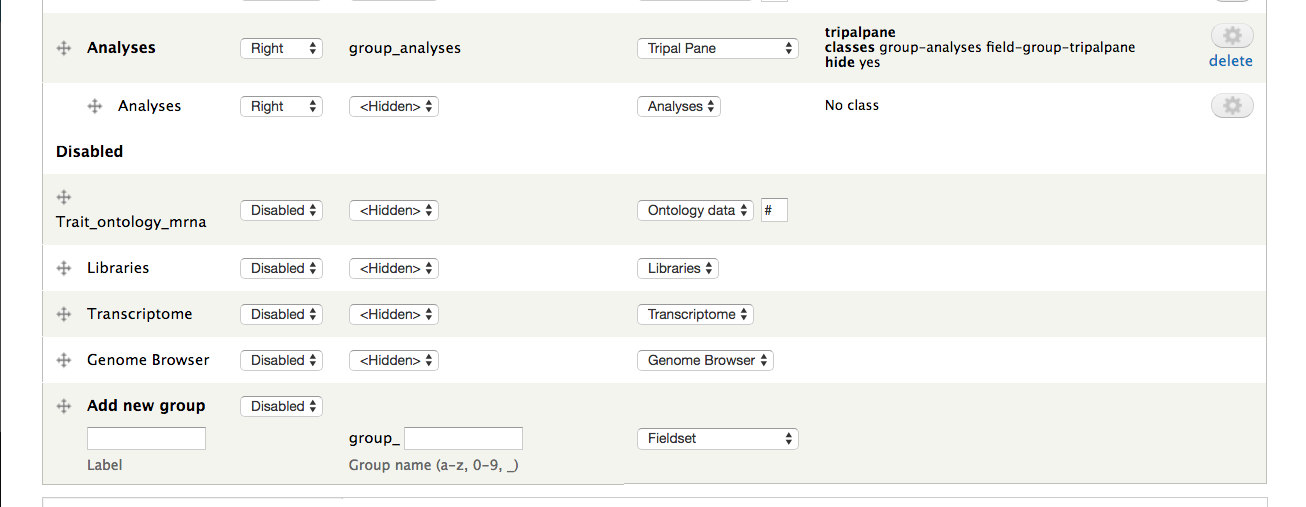 Analyses Right group_analyses Tripal Pane tripalpane
classes group-analyses field-group-tripalpane
hide yes
delete
Analyses Right <Hidden> Analyses No class
Disabled
Trait_ontology_mrna Disabled <Hidden> Ontology data #
Libraries Disabled <Hidden> Libraries
Transcriptome Disabled <Hidden> Transcriptome
Genome Browser Disabled <Hidden> Genome Browser
Add new group Disabled
group_ Fieldset
Label Group name (a-z, 0-9, _)